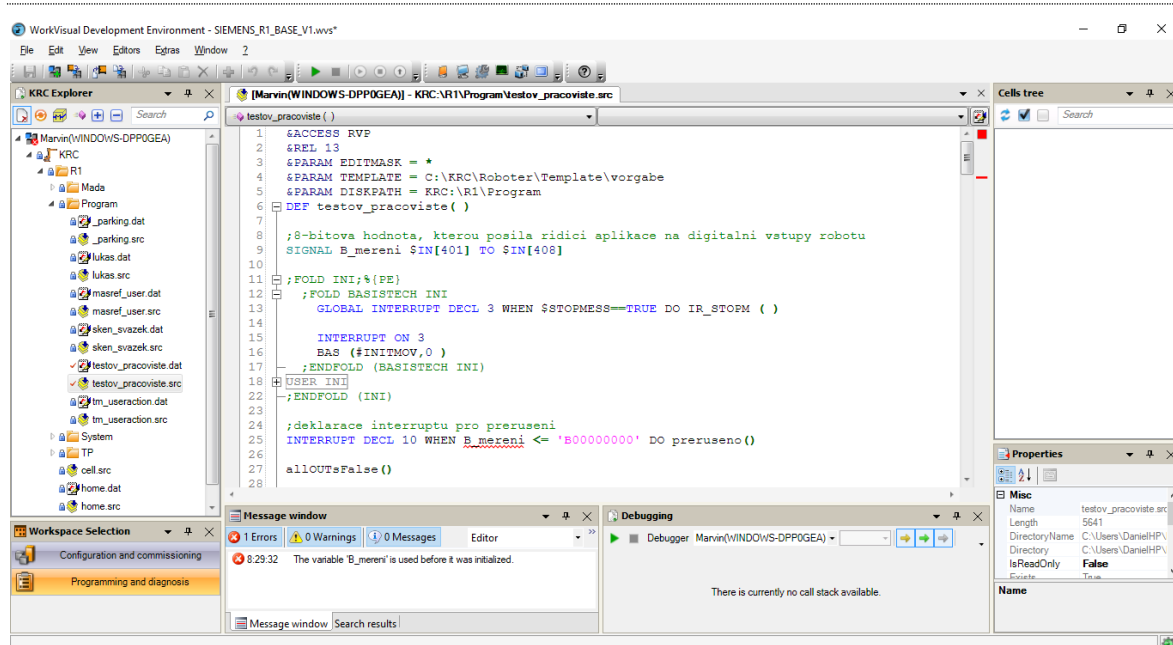 WorkVisual Development Environment - SIEMENS_R1_BASE_V1.wvs*
File Edit View Editors Extras Window ?
KRC Explorer
Search
Marvin(WINDOWS-DPP0GEA)
KRC
R1
Mada
Program
_parking.dat
_parking.src
lukas.dat
lukas.src
masref_user.dat
masref_user.src
sken_svazek.dat
sken_svazek.src
testov_pracoviste.dat
testov_pracoviste.src
tm_useraction.dat
tm_useraction.src
System
TP
cell.src
home.dat
home.src
Workspace Selection
Configuration and commissioning
Programming and diagnosis
[Marvin(WINDOWS-DPP0GEA)] - KRC:\R1\Program\testov_pracoviste.src
testov_pracoviste ( )
1 &ACCESS RVP
2 &REL 13
3 &PARAM EDITMASK = *
4 &PARAM TEMPLATE = C:\KRC\Roboter\Template\vorgabe
5 &PARAM DISKPATH = KRC:\R1\Program
6 DEF testov_pracoviste( )
7
8 ;8-bitova hodnota, kterou posila ridici aplikace na digitalni vstupy robotu
9 SIGNAL B_mereni $IN[401] TO $IN[408]
10
11 ;FOLD INI;%{PE}
12 ;FOLD BASISTECH INI
13 GLOBAL INTERRUPT DECL 3 WHEN $STOPMESS==TRUE DO IR_STOPM ( )
14
15 INTERRUPT ON 3
16 BAS (#INITMOV,0 )
17 ;ENDFOLD (BASISTECH INI)
18 USER INI
22 ;ENDFOLD (INI)
23
24 ;deklarace interruptu pro preruseni
25 INTERRUPT DECL 10 WHEN B_mereni <= 'B00000000' DO preruseno()
26
27 allOUTsFalse()
28
Message window
1 Errors 0 Warnings 0 Messages Editor
8:29:32 The variable 'B_mereni' is used before it was initialized.
Message window Search results
Debugging
Debugger Marvin(WINDOWS-DPP0GEA)
There is currently no call stack available.
Cells tree
Search
Properties
Misc
Name testov_pracoviste.src
Length 5641
DirectoryName C:\Users\DanielHP\
Directory C:\Users\DanielHP\
IsReadOnly False
Exists True
Name